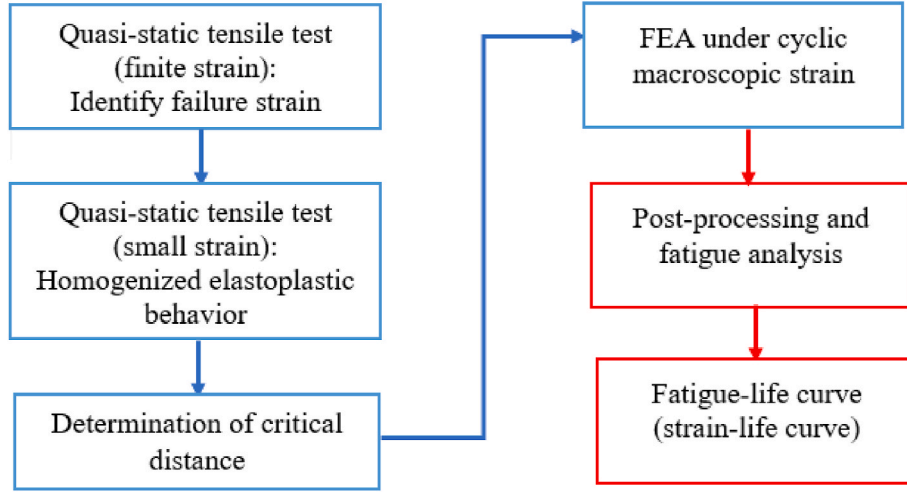 Quasi-static tensile test
(finite strain):
Identify failure strain
Quasi-static tensile test
(small strain):
Homogenized elastoplastic
behavior
Determination of critical
distance
FEA under cyclic
macroscopic strain
Post-processing and
fatigue analysis
Fatigue-life curve
(strain-life curve)